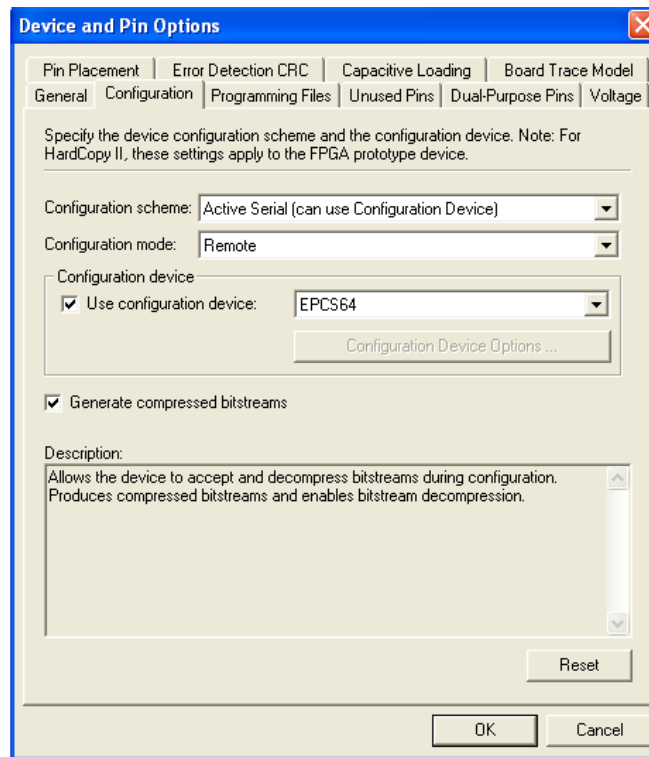 Device and Pin Options
Pin Placement Error Detection CRC Capacitive Loading Board Trace Model
General Configuration Programming Files Unused Pins Dual-Purpose Pins Voltage
Specify the device configuration scheme and the configuration device. Note: For
HardCopy II, these settings apply to the FPGA prototype device.
Configuration scheme: Active Serial (can use Configuration Device)
Configuration mode: Remote
Configuration device
Use configuration device: EPCS64
Configuration Device Options ...
Generate compressed bitstreams
Description:
Allows the device to accept and decompress bitstreams during configuration.
Produces compressed bitstreams and enables bitstream decompression.
Reset
OK Cancel